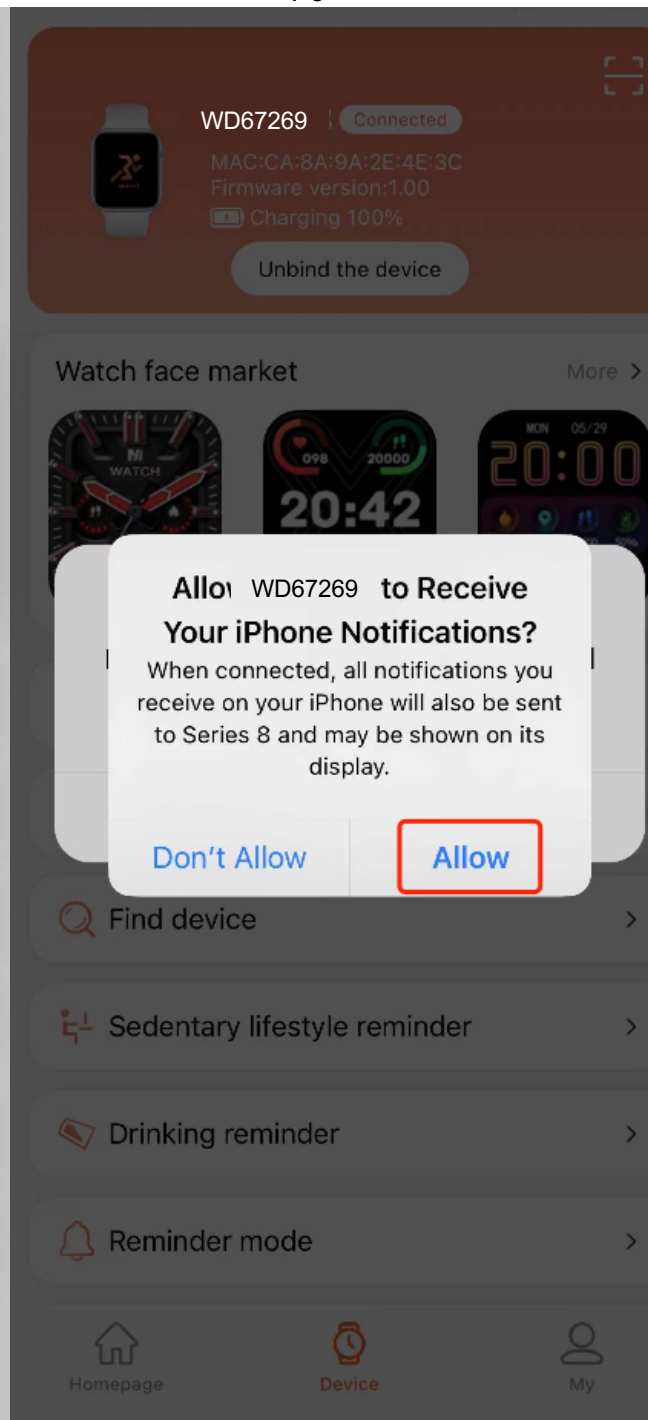 WD67269 Connected
MAC:CA:8A:9A:2E:4E:3C
Firmware version:1.00
Charging 100%
Unbind the device
Watch face market More >
WATCH
098 20000
20:42
MON 05/29
20:00
Allow WD67269 to Receive
Your iPhone Notifications?
When connected, all notifications you
receive on your iPhone will also be sent
to Series 8 and may be shown on its
display.
Don't Allow Allow
Find device >
Sedentary lifestyle reminder >
Drinking reminder >
Reminder mode >
Homepage Device My